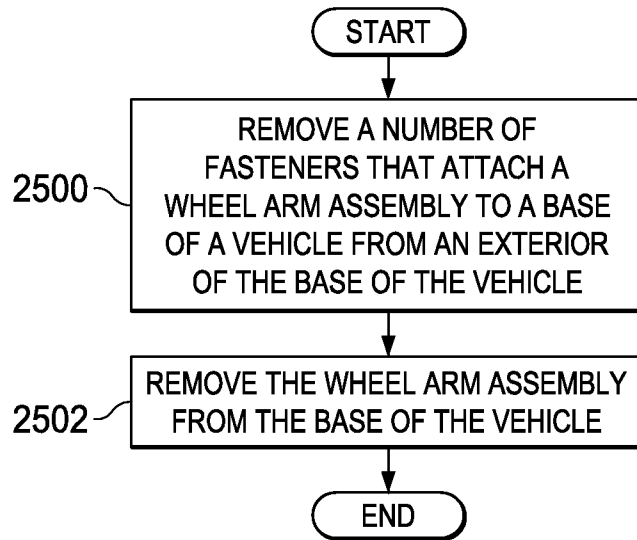 START
REMOVE A NUMBER OF
FASTENERS THAT ATTACH A
WHEEL ARM ASSEMBLY TO A BASE
OF A VEHICLE FROM AN EXTERIOR
OF THE BASE OF THE VEHICLE
2500
REMOVE THE WHEEL ARM ASSEMBLY
FROM THE BASE OF THE VEHICLE
2502
END